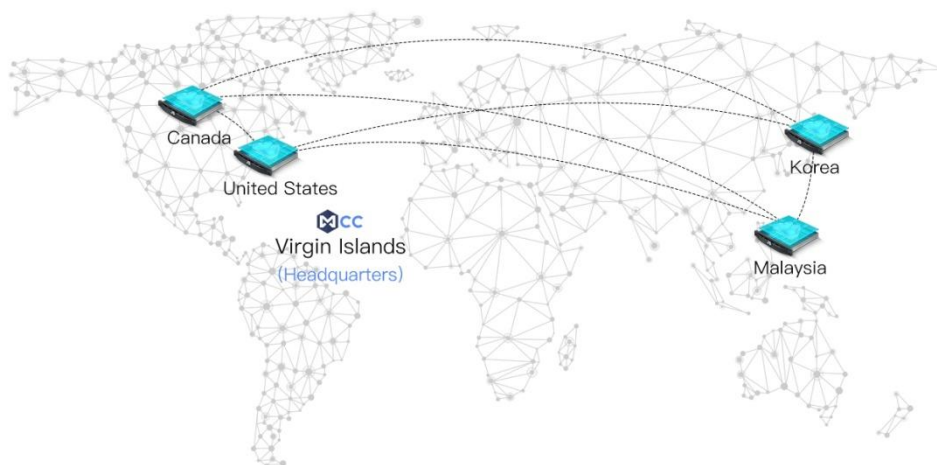 Canada
United States
Korea
MCC
Virgin Islands
(Headquarters)
Malaysia